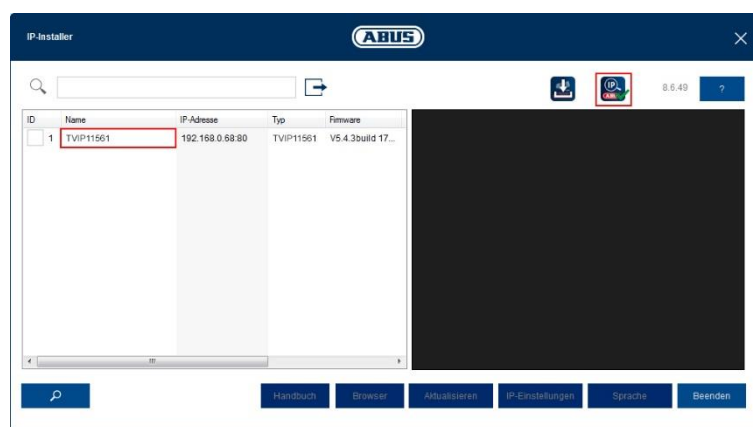 IP-Installer
ABUS
8.6.49
?
ID Name IP-Adresse Typ Firmware
1 TVIP11561 192.168.0.68:80 TVIP11561 V5.4.3build 17...
Handbuch Browser Aktualisieren IP-Einstellungen Sprache Beenden